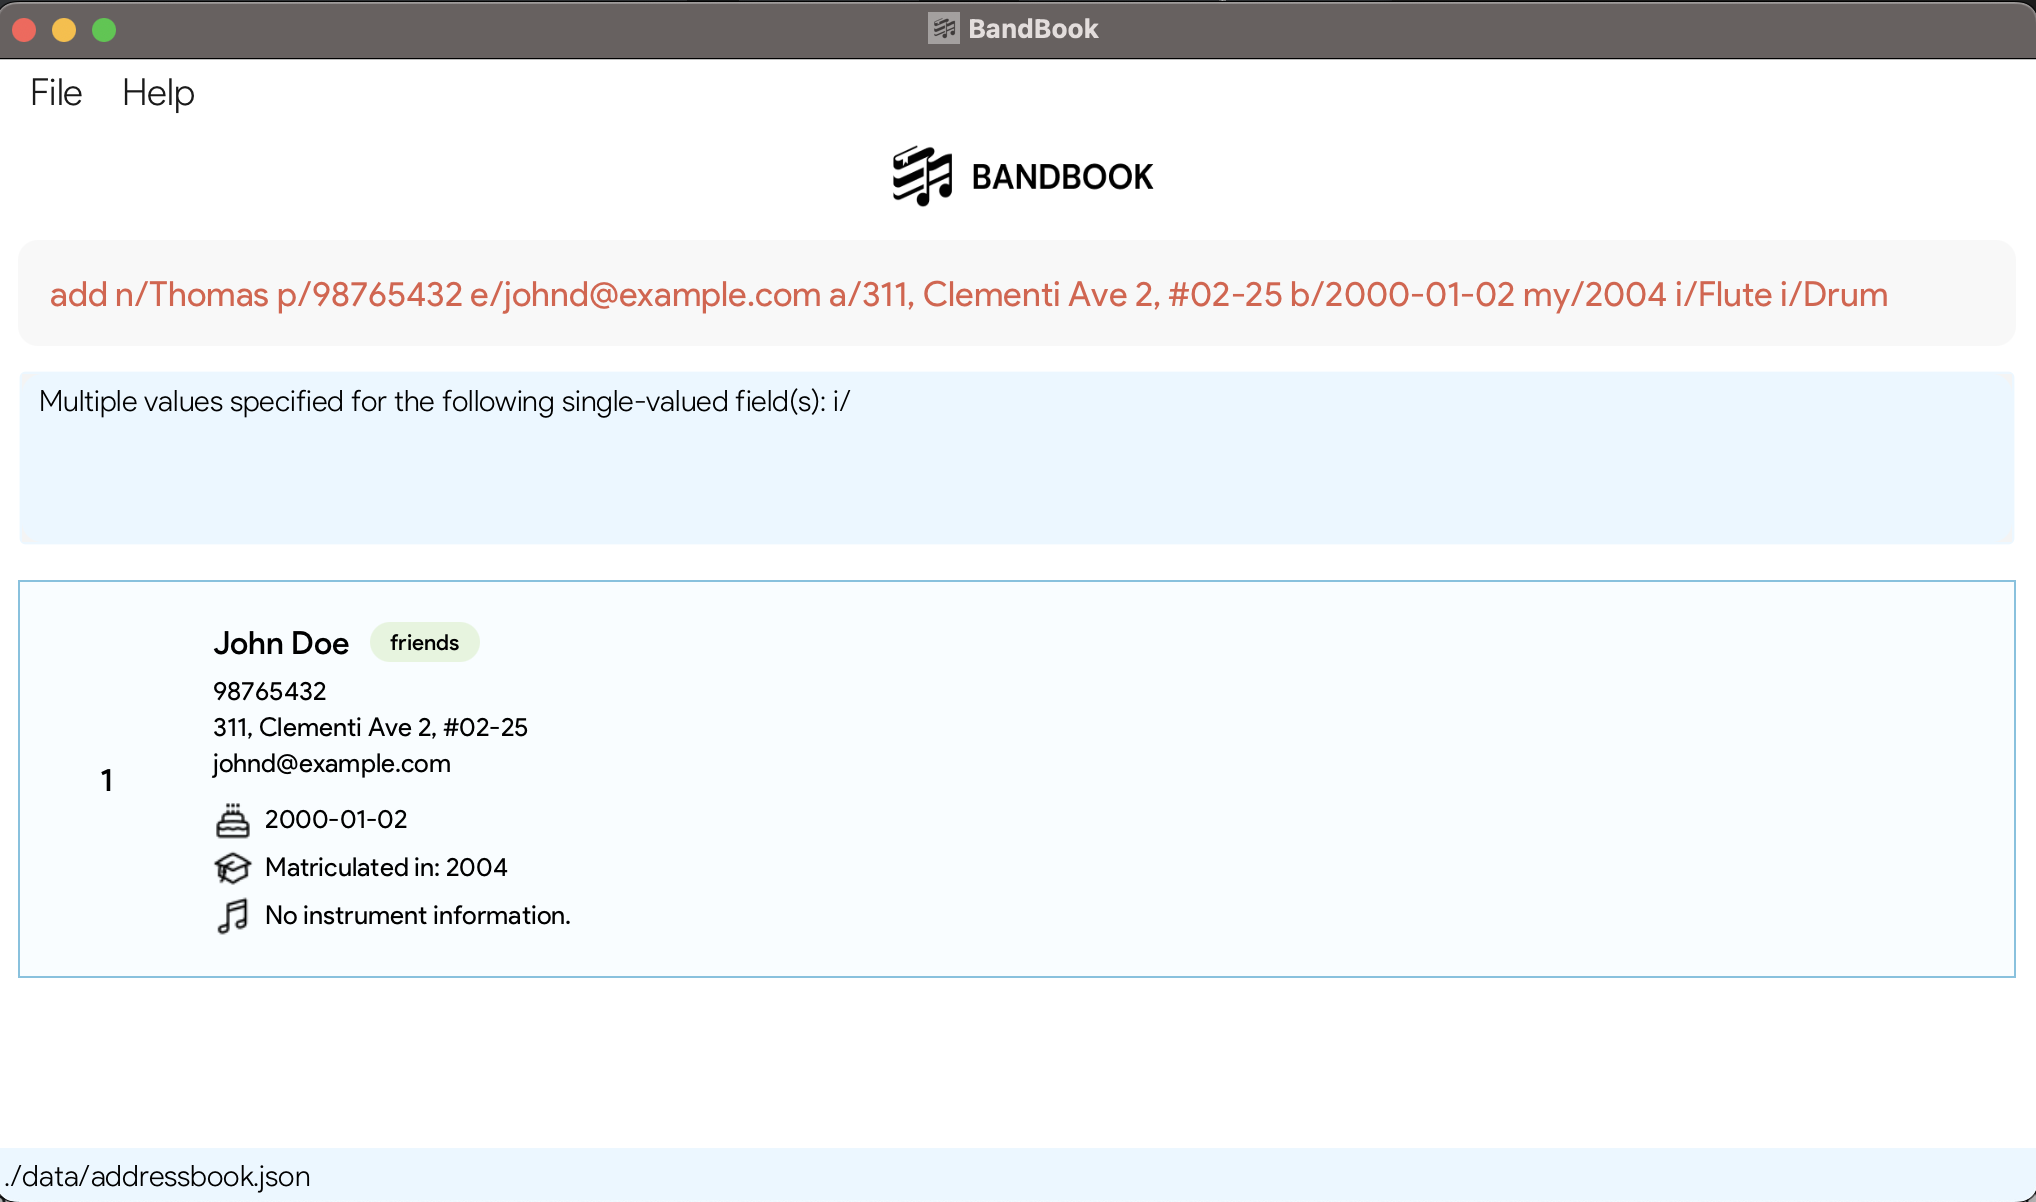 BandBook
File Help
BANDBOOK
add n/Thomas p/98765432 e/johnd@example.com a/311, Clementi Ave 2, #02-25 b/2000-01-02 my/2004 i/Flute i/Drum
Multiple values specified for the following single-valued field(s): i/
John Doe friends
98765432
311, Clementi Ave 2, #02-25
johnd@example.com
1
2000-01-02
Matriculated in: 2004
No instrument information.
./data/addressbook.json